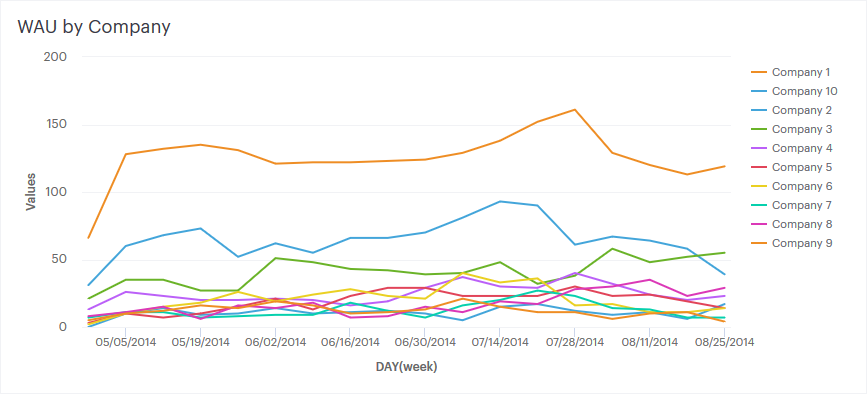 WAU by Company
200
150
100
50
0
Values
05/05/2014 05/19/2014 06/02/2014 06/16/2014 06/30/2014 07/14/2014 07/28/2014 08/11/2014 08/25/2014
DAY(week)
Company 1
Company 10
Company 2
Company 3
Company 4
Company 5
Company 6
Company 7
Company 8
Company 9